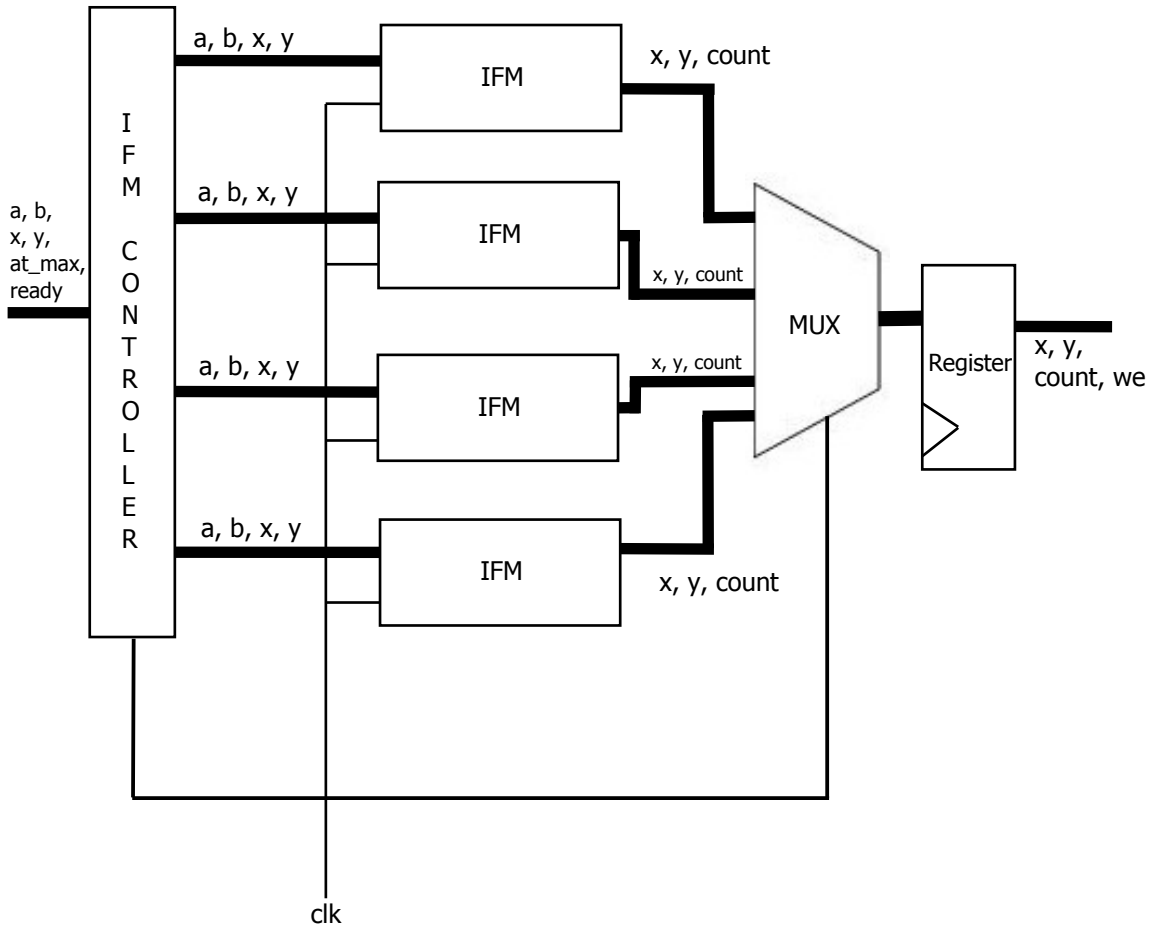 a, b,
x, y,
at_max,
ready
I
F
M
C
O
N
T
R
O
L
L
E
R
a, b, x, y
IFM
x, y, count
a, b, x, y
IFM
x, y, count
a, b, x, y
IFM
x, y, count
a, b, x, y
IFM
x, y, count
MUX
Register
x, y,
count, we
clk